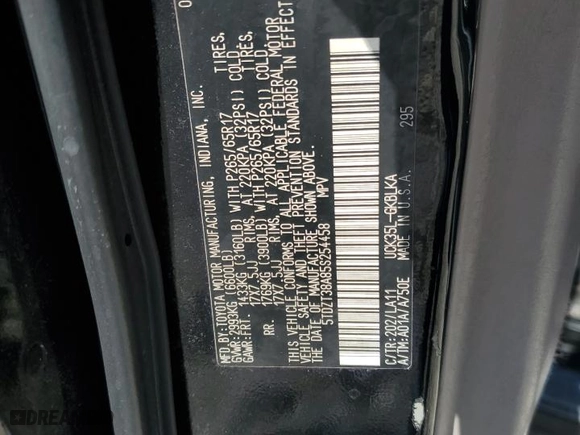 MFD.BY:TOYOTA MOTOR MANUFACTURING, INDIANA, INC.
GVWR:2993KG(6600LB)
GAWR:FRT. 1433KG(3160LB) WITH P265/65R17 TIRES,
17X7.5JJ RIMS, AT 220KPA(32PSI) COLD.
RR. 1769KG(3900LB) WITH P265/65R17 TIRES,
17X7.5JJ RIMS, AT 220KPA(32PSI) COLD.
THIS VEHICLE CONFORMS TO ALL APPLICABLE FEDERAL MOTOR
VEHICLE SAFETY AND THEFT PREVENTION STANDARDS IN EFFECT
ON THE DATE OF MANUFACTURE SHOWN ABOVE.
5TDZT38A085S254458 MPV
C/TR:202/LA11 UCK35L-GKBLKA
A/TM:A01A/A750E MADE IN U.S.A. 295